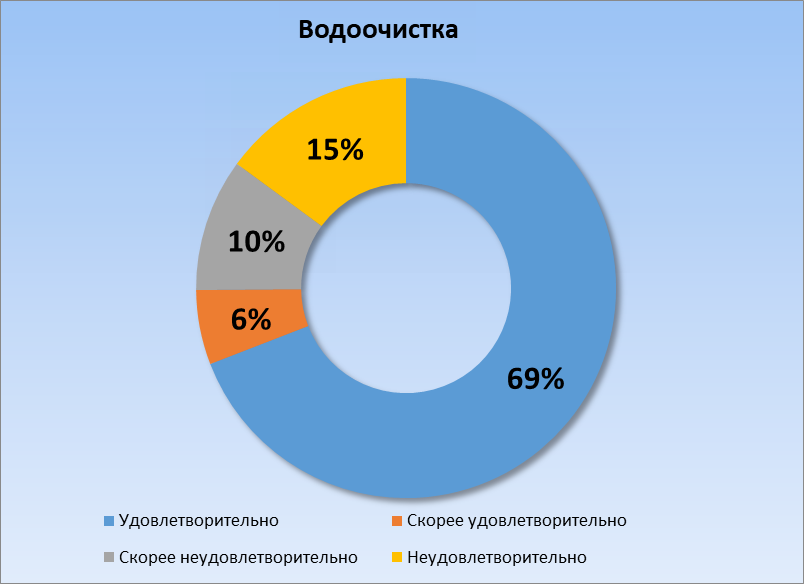 Водоочистка
15%
10%
6%
69%
Удовлетворительно
Скорее удовлетворительно
Скорее неудовлетворительно
Неудовлетворительно